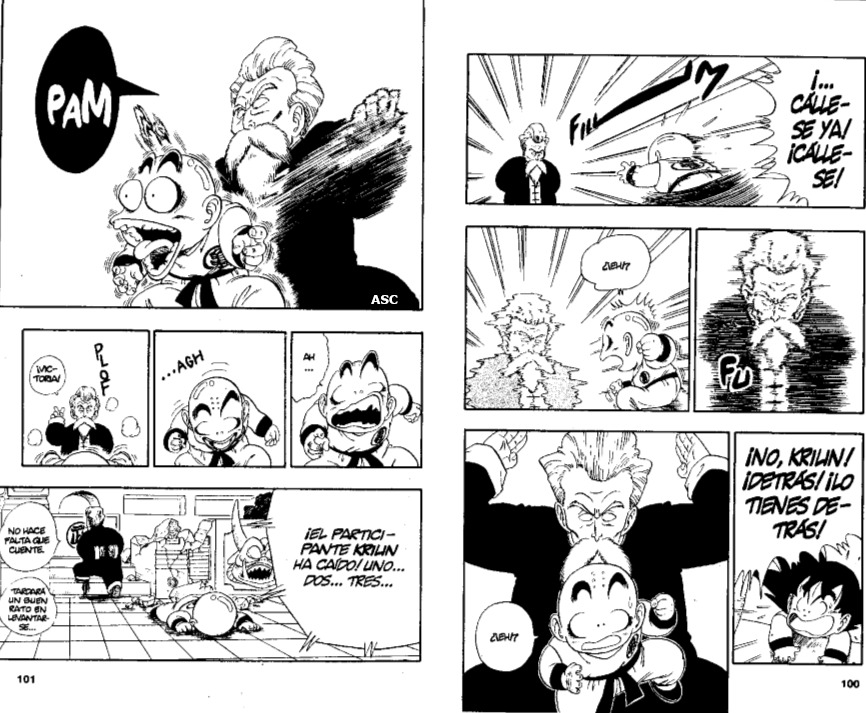 ¡...
CÁLLE-
SE YA!
¡CÁLLE-
SE!
FU
¿¡EH!?
¡NO, KRILIN!
¡DETRÁS! ¡LO
TIENES DE-
TRÁS!
¿¡EH!?
100
PAM
ASC
AH
...
...AGH
PLOF
¡VIC-
TORIA!
¡EL PARTICI-
PANTE KRILIN
HA CAÍDO! UNO...
DOS... TRES...
NO HACE
FALTA QUE
CUENTE.
TARDARÁ
UN BUEN
RATO EN
LEVANTAR-
SE...
101